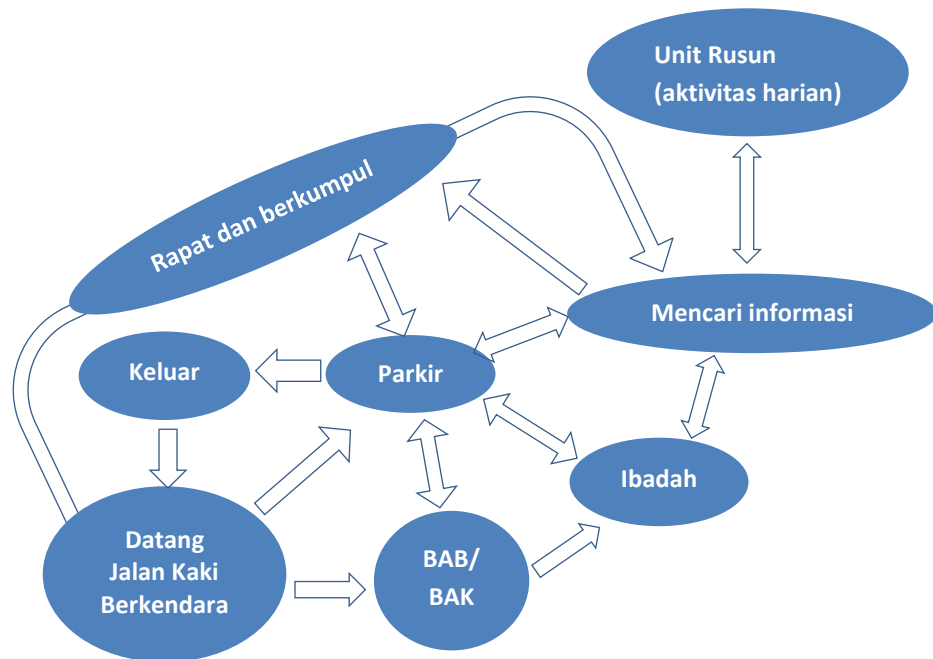 Unit Rusun
(aktivitas harian)
Rapat dan berkumpul
Mencari informasi
Keluar
Parkir
Ibadah
Datang
Jalan Kaki
Berkendara
BAB/
BAK